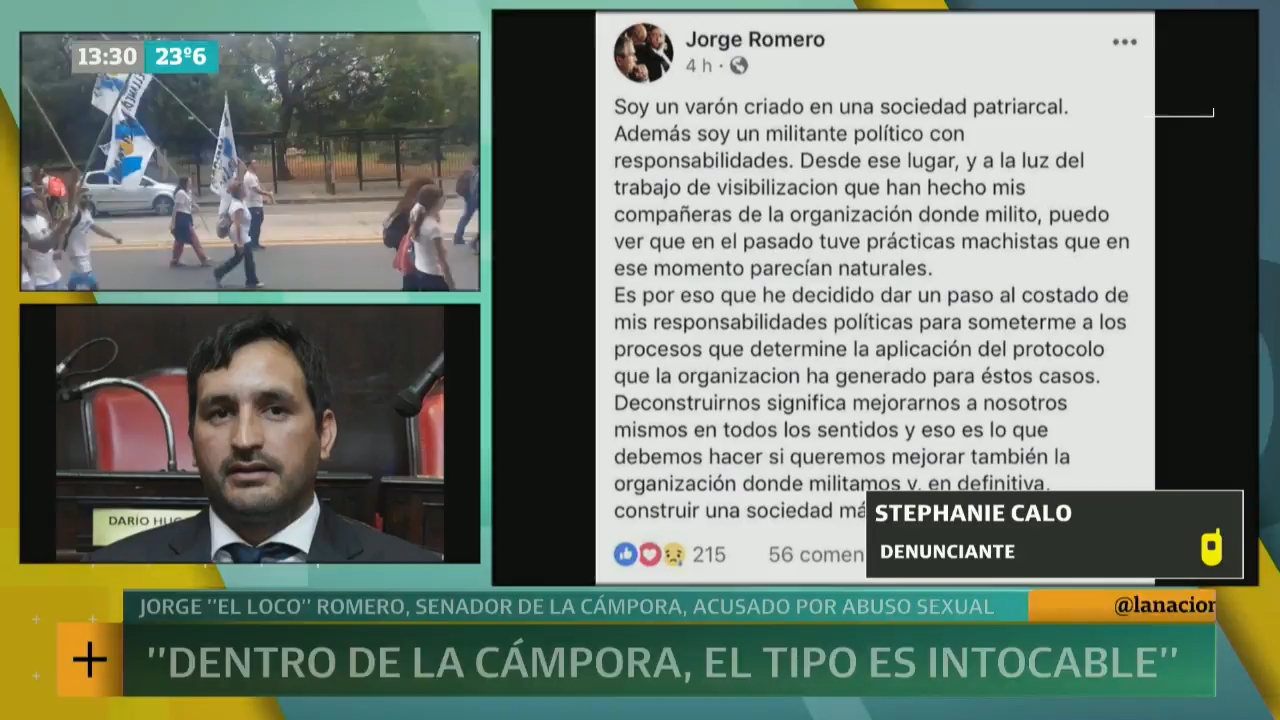 13:30 23º6
Jorge Romero
4 h
Soy un varón criado en una sociedad patriarcal.
Además soy un militante político con
responsabilidades. Desde ese lugar, y a la luz del
trabajo de visibilizacion que han hecho mis
compañeras de la organización donde milito, puedo
ver que en el pasado tuve prácticas machistas que en
ese momento parecían naturales.
Es por eso que he decidido dar un paso al costado de
mis responsabilidades políticas para someterme a los
procesos que determine la aplicación del protocolo
que la organizacion ha generado para éstos casos.
Deconstruirnos significa mejorarnos a nosotros
mismos en todos los sentidos y eso es lo que
debemos hacer si queremos mejorar también la
organización donde militamos y, en definitiva,
construir una sociedad má
215 56 comen
DARÍO HU
STEPHANIE CALO
DENUNCIANTE
JORGE "EL LOCO" ROMERO, SENADOR DE LA CÁMPORA, ACUSADO POR ABUSO SEXUAL
@lanacion
"DENTRO DE LA CÁMPORA, EL TIPO ES INTOCABLE"